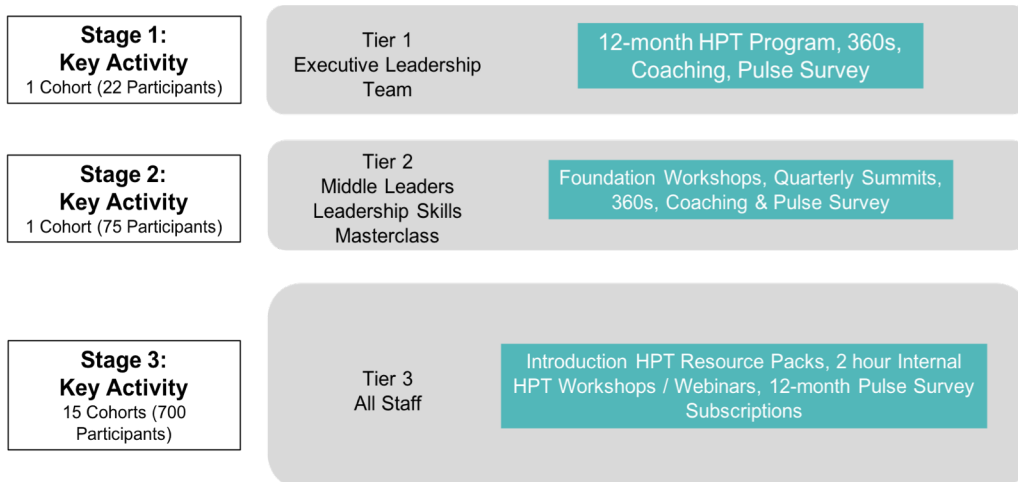 Stage 1:
Key Activity
1 Cohort (22 Participants)
Tier 1
Executive Leadership
Team
12-month HPT Program, 360s,
Coaching, Pulse Survey
Stage 2:
Key Activity
1 Cohort (75 Participants)
Tier 2
Middle Leaders
Leadership Skills
Masterclass
Foundation Workshops, Quarterly Summits,
360s, Coaching & Pulse Survey
Stage 3:
Key Activity
15 Cohorts (700
Participants)
Tier 3
All Staff
Introduction HPT Resource Packs, 2 hour Internal
HPT Workshops / Webinars, 12-month Pulse Survey
Subscriptions